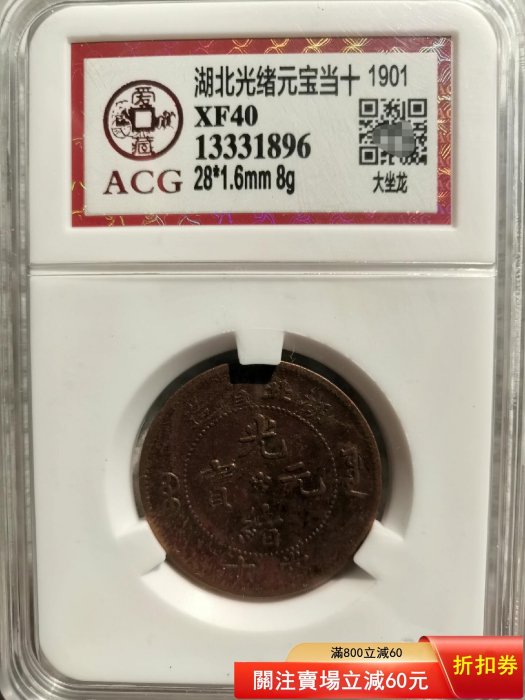 湖北光绪元宝当十 1901
XF40
13331896
28*1.6mm 8g
大坐龙
爱藏
ACG
湖北省造
光緒元寶
當十
滿800立減60
關注賣場立減60元
折扣券